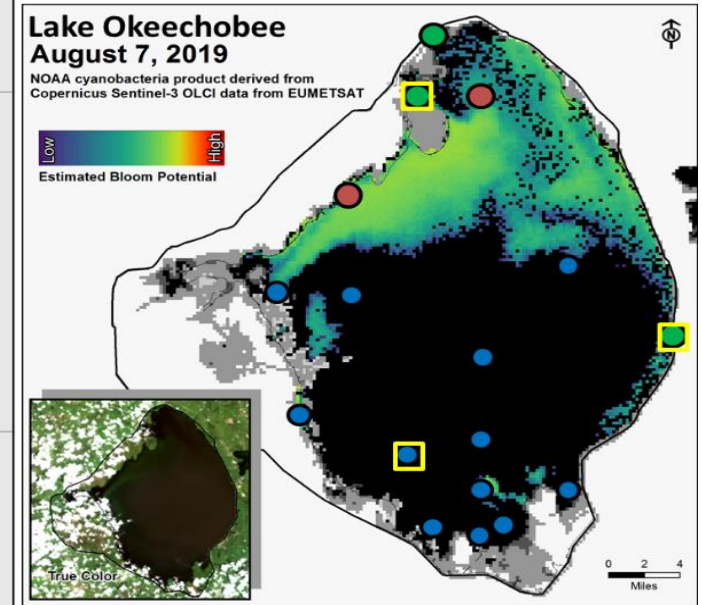 Lake Okeechobee
August 7, 2019
NOAA cyanobacteria product derived from
Copernicus Sentinel-3 OLCI data from EUMETSAT
N
Low
High
Estimated Bloom Potential
True Color
0 2 4
Miles